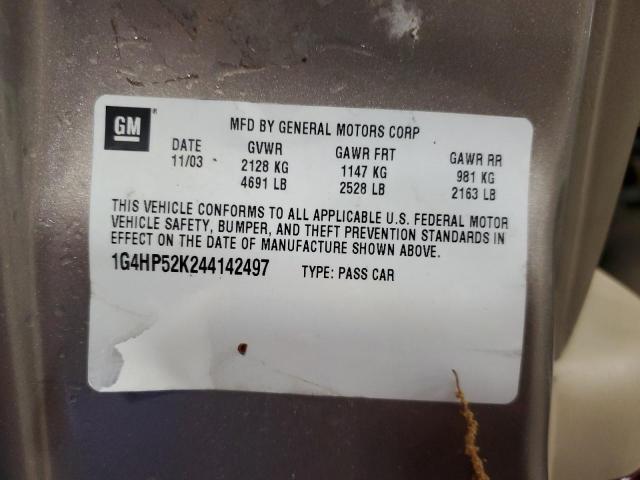 GM®
MFD BY GENERAL MOTORS CORP
DATE GVWR GAWR FRT GAWR RR
11/03 2128 KG 1147 KG 981 KG
4691 LB 2528 LB 2163 LB
THIS VEHICLE CONFORMS TO ALL APPLICABLE U.S. FEDERAL MOTOR
VEHICLE SAFETY, BUMPER, AND THEFT PREVENTION STANDARDS IN
EFFECT ON THE DATE OF MANUFACTURE SHOWN ABOVE.
1G4HP52K244142497 TYPE: PASS CAR